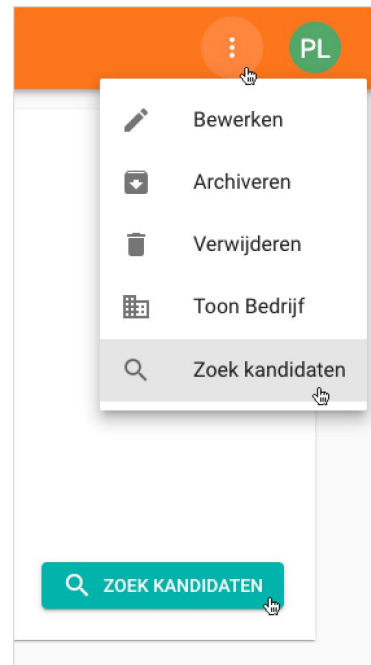 PL
Bewerken
Archiveren
Verwijderen
Toon Bedrijf
Zoek kandidaten
ZOEK KANDIDATEN